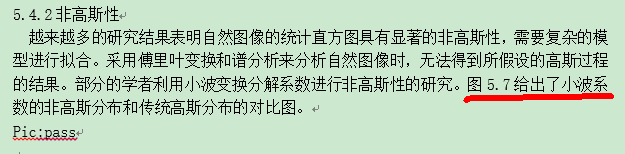 5.4.2非高斯性
越来越多的研究结果表明自然图像的统计直方图具有显著的非高斯性，需要复杂的模
型进行拟合。采用傅里叶变换和谱分析来分析自然图像时，无法得到所假设的高斯过程
的结果。部分的学者利用小波变换分解系数进行非高斯性的研究。图 5.7 给出了小波系
数的非高斯分布和传统高斯分布的对比图。
Pic:pass